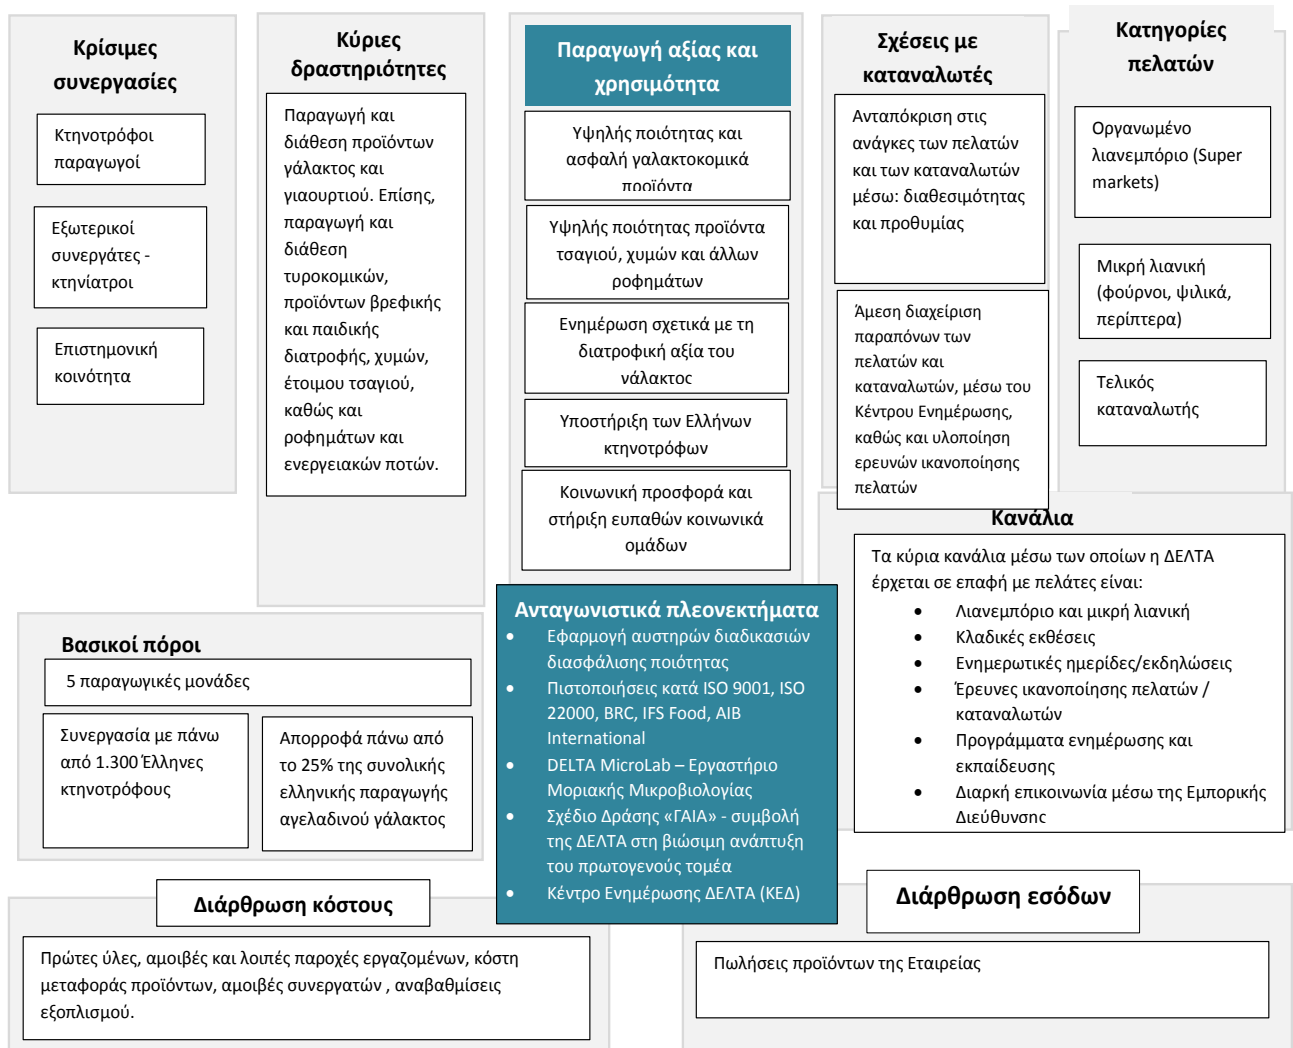 Κρίσιμες
συνεργασίες
Κτηνοτρόφοι
παραγωγοί
Εξωτερικοί
συνεργάτες -
κτηνίατροι
Επιστημονική
κοινότητα
Κύριες
δραστηριότητες
Παραγωγή και
διάθεση προϊόντων
γάλακτος και
γιαουρτιού. Επίσης,
παραγωγή και
διάθεση
τυροκομικών,
προϊόντων βρεφικής
και παιδικής
διατροφής, χυμών,
έτοιμου τσαγιού,
καθώς και
ροφημάτων και
ενεργειακών ποτών.
Παραγωγή αξίας και
χρησιμότητα
Υψηλής ποιότητας και
ασφαλή γαλακτοκομικά
προϊόντα
Υψηλής ποιότητας προϊόντα
τσαγιού, χυμών και άλλων
ροφημάτων
Ενημέρωση σχετικά με τη
διατροφική αξία του
γάλακτος
Υποστήριξη των Ελλήνων
κτηνοτρόφων
Κοινωνική προσφορά και
στήριξη ευπαθών κοινωνικά
ομάδων
Σχέσεις με
καταναλωτές
Ανταπόκριση στις
ανάγκες των πελατών
και των καταναλωτών
μέσω: διαθεσιμότητας
και προθυμίας
Άμεση διαχείριση
παραπόνων των
πελατών και
καταναλωτών, μέσω του
Κέντρου Ενημέρωσης,
καθώς και υλοποίηση
ερευνών ικανοποίησης
πελατών
Κατηγορίες
πελατών
Οργανωμένο
λιανεμπόριο (Super
markets)
Μικρή λιανική
(φούρνοι, ψιλικά,
περίπτερα)
Τελικός
καταναλωτής
Κανάλια
Τα κύρια κανάλια μέσω των οποίων η ΔΕΛΤΑ
έρχεται σε επαφή με πελάτες είναι:
• Λιανεμπόριο και μικρή λιανική
• Κλαδικές εκθέσεις
• Ενημερωτικές ημερίδες/εκδηλώσεις
• Έρευνες ικανοποίησης πελατών /
καταναλωτών
• Προγράμματα ενημέρωσης και
εκπαίδευσης
• Διαρκή επικοινωνία μέσω της Εμπορικής
Διεύθυνσης
Βασικοί πόροι
5 παραγωγικές μονάδες
Συνεργασία με πάνω
από 1.300 Έλληνες
κτηνοτρόφους
Απορροφά πάνω από
το 25% της συνολικής
ελληνικής παραγωγής
αγελαδινού γάλακτος
Ανταγωνιστικά πλεονεκτήματα
• Εφαρμογή αυστηρών διαδικασιών
διασφάλισης ποιότητας
• Πιστοποιήσεις κατά ISO 9001, ISO
22000, BRC, IFS Food, AIB
International
• DELTA MicroLab – Εργαστήριο
Μοριακής Μικροβιολογίας
• Σχέδιο Δράσης «ΓΑΙΑ» - συμβολή
της ΔΕΛΤΑ στη βιώσιμη ανάπτυξη
του πρωτογενούς τομέα
• Κέντρο Ενημέρωσης ΔΕΛΤΑ (ΚΕΔ)
Διάρθρωση κόστους
Πρώτες ύλες, αμοιβές και λοιπές παροχές εργαζομένων, κόστη
μεταφοράς προϊόντων, αμοιβές συνεργατών , αναβαθμίσεις
εξοπλισμού.
Διάρθρωση εσόδων
Πωλήσεις προϊόντων της Εταιρείας